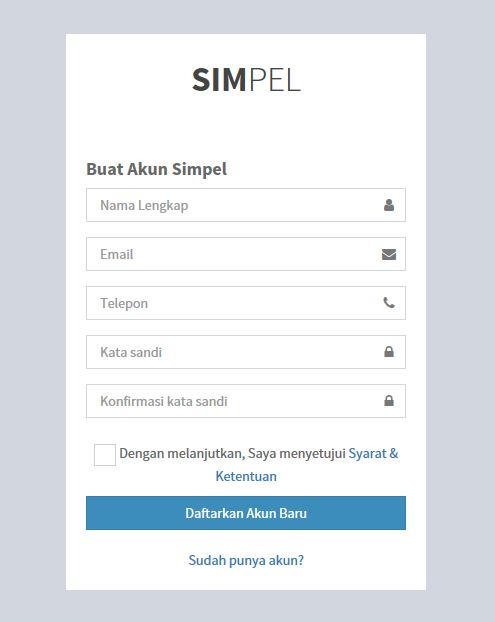 SIMPEL
Buat Akun Simpel
Nama Lengkap
Email
Telepon
Kata sandi
Konfirmasi kata sandi
Dengan melanjutkan, Saya menyetujui Syarat &
Ketentuan
Daftarkan Akun Baru
Sudah punya akun?